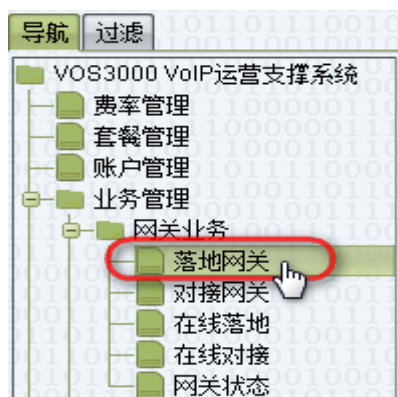 导航 过滤
VOS3000 VoIP运营支撑系统
费率管理
套餐管理
账户管理
业务管理
网关业务
落地网关
对接网关
在线落地
在线对接
网关状态